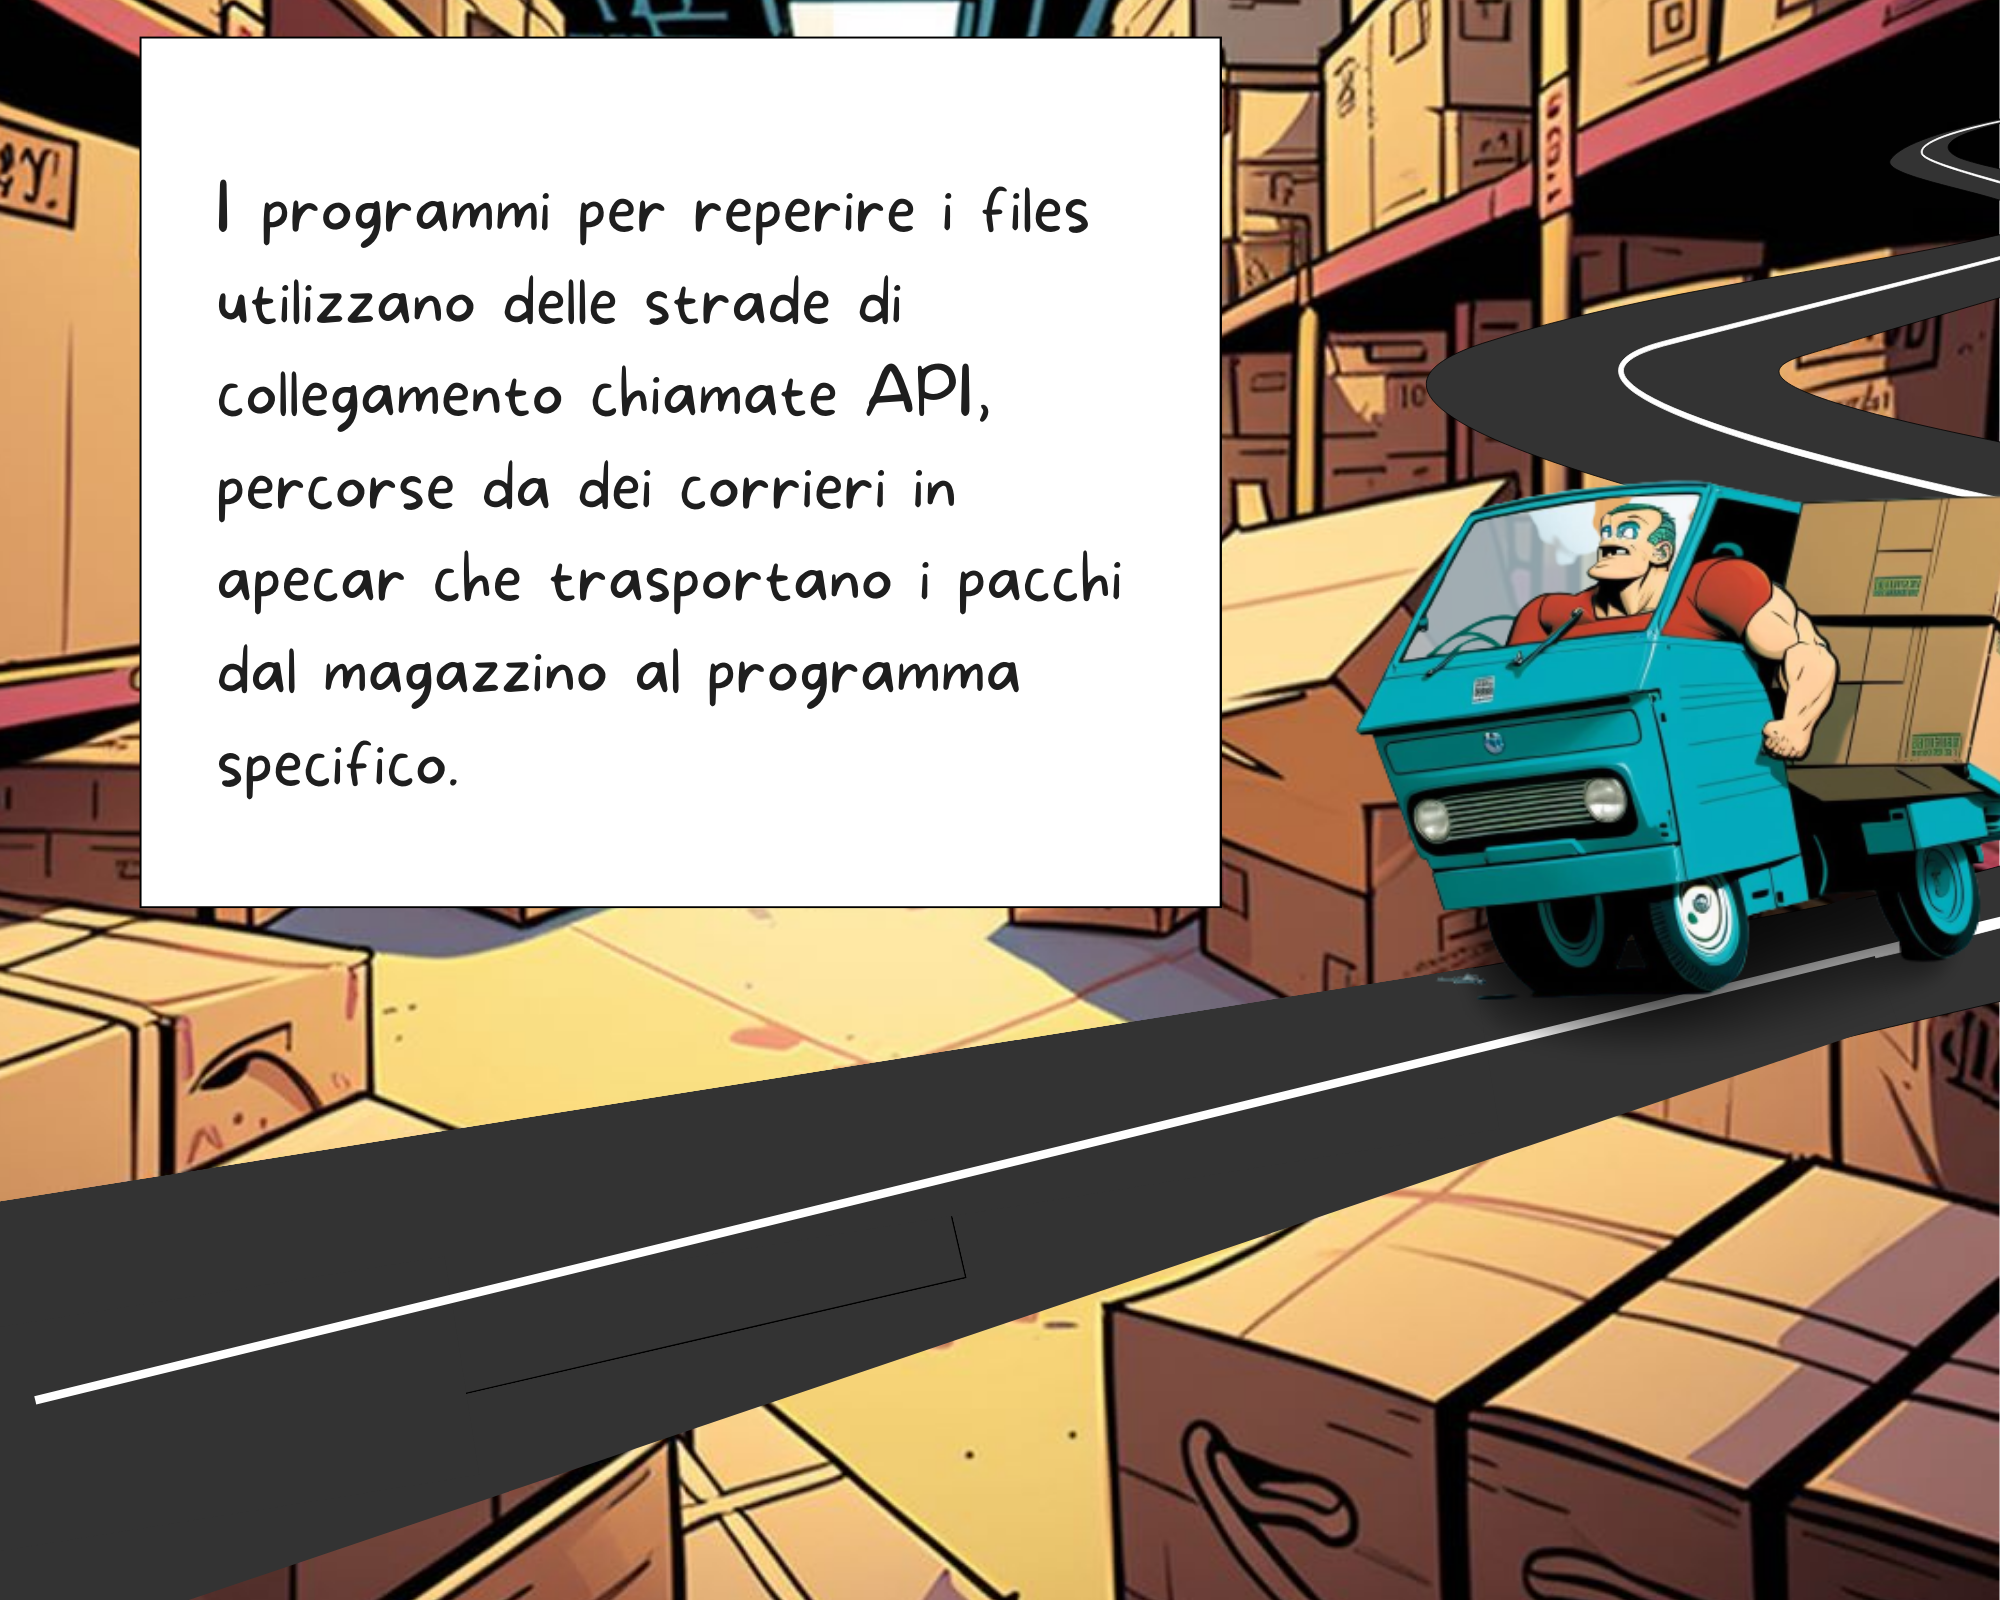 I programmi per reperire i files
utilizzano delle strade di
collegamento chiamate API,
percorse da dei corrieri in
apecar che trasportano i pacchi
dal magazzino al programma
specifico.